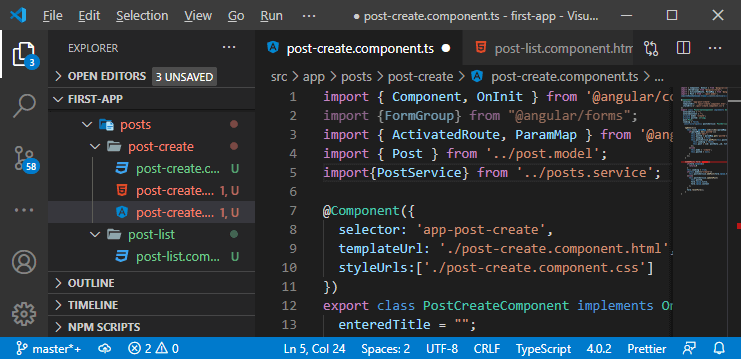 File Edit View Go Run ··· ● post-create.component.ts - first-app - Visu...
EXPLORER
OPEN EDITORS 3 UNSAVED
FIRST-APP
posts
post-create
post-create.c... U
post-create.... 1, U
post-create.... 1, U
post-list
post-list.com... U
OUTLINE
TIMELINE
NPM SCRIPTS
3
58
post-create.component.ts ● post-list.component.htm
src > app > posts > post-create > post-create.component.ts > ...
1 import { Component, OnInit } from '@angular/co
2 import {FormGroup} from "@angular/forms";
3 import { ActivatedRoute, ParamMap } from '@ang
4 import { Post } from '../post.model';
5 import{PostService} from '../posts.service';
6
7 @Component({
8 selector: 'app-post-create',
9 templateUrl: './post-create.component.html',
10 styleUrls:['./post-create.component.css']
11 })
12 export class PostCreateComponent implements On
13 enteredTitle = "";
master*+ 2 0 Ln 5, Col 24 Spaces: 2 UTF-8 CRLF TypeScript 4.0.2 Prettier